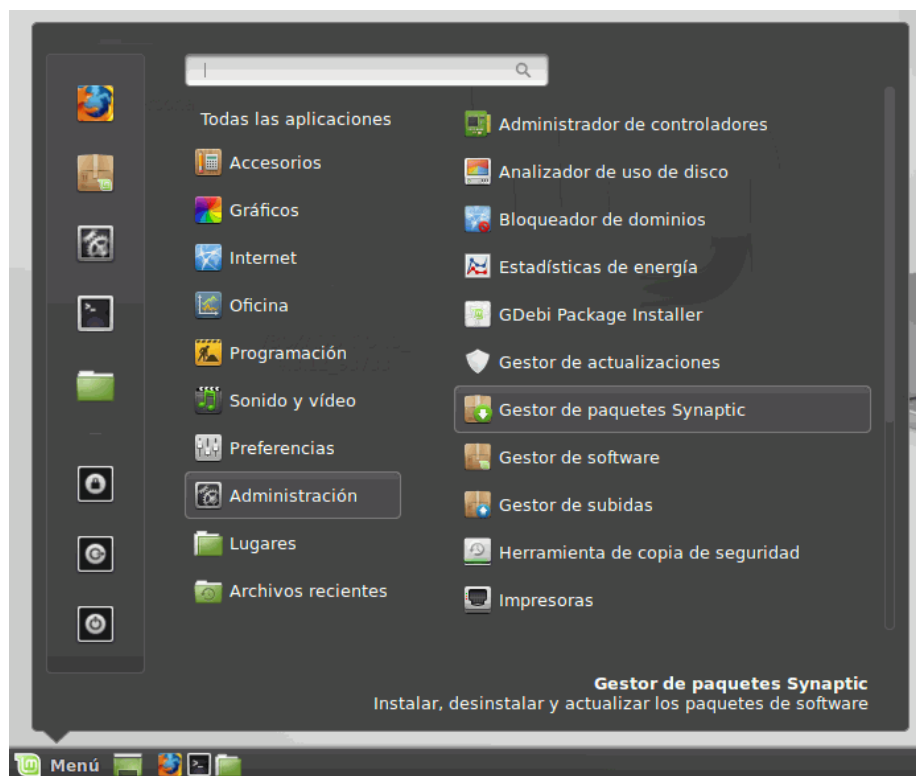 Todas las aplicaciones
Accesorios
Gráficos
Internet
Oficina
Programación
Sonido y vídeo
Preferencias
Administración
Lugares
Archivos recientes
Administrador de controladores
Analizador de uso de disco
Bloqueador de dominios
Estadísticas de energía
GDebi Package Installer
Gestor de actualizaciones
Gestor de paquetes Synaptic
Gestor de software
Gestor de subidas
Herramienta de copia de seguridad
Impresoras
Gestor de paquetes Synaptic
Instalar, desinstalar y actualizar los paquetes de software
Menú